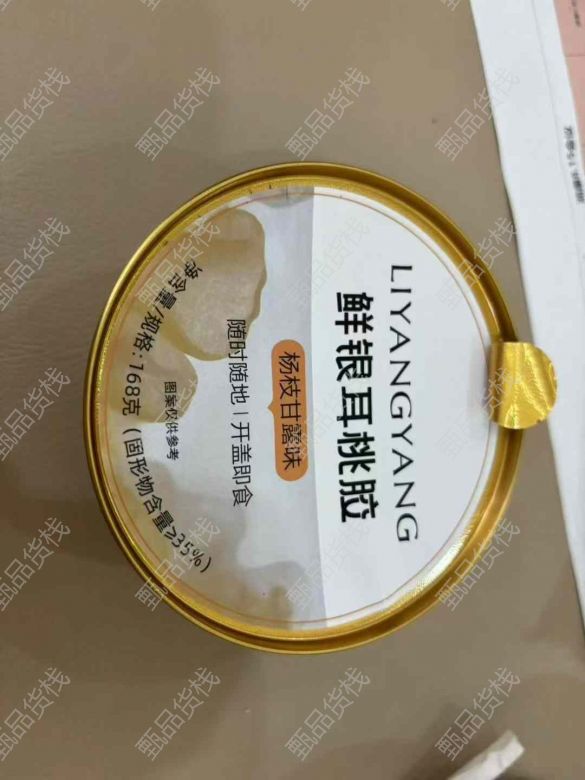 LIYANGYANG
鲜银耳桃胶
杨枝甘露味
随时随地 | 开盖即食
图案仅供参考
净含量/规格:168克(固形物含量≥35%)
甄品货栈